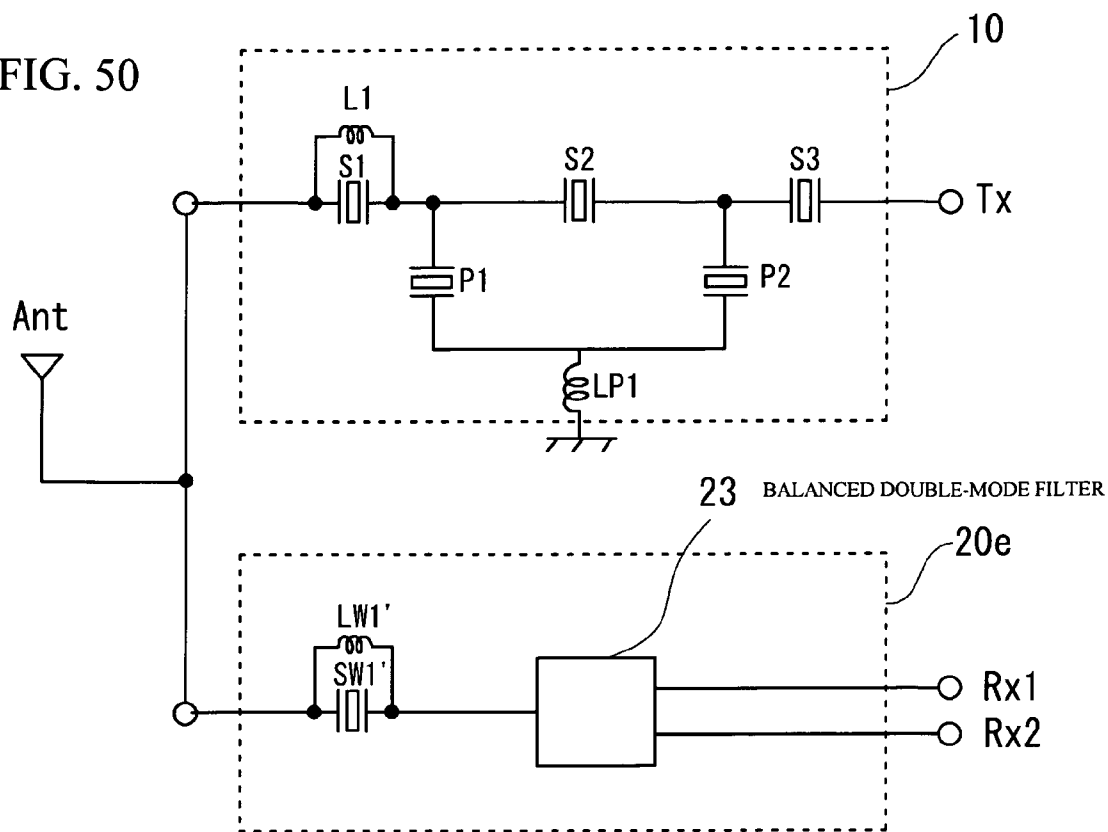 FIG. 50
10
L1
S1
S2
S3
Tx
P1
P2
Ant
LP1
23 BALANCED DOUBLE-MODE FILTER
20e
LW1'
SW1'
Rx1
Rx2